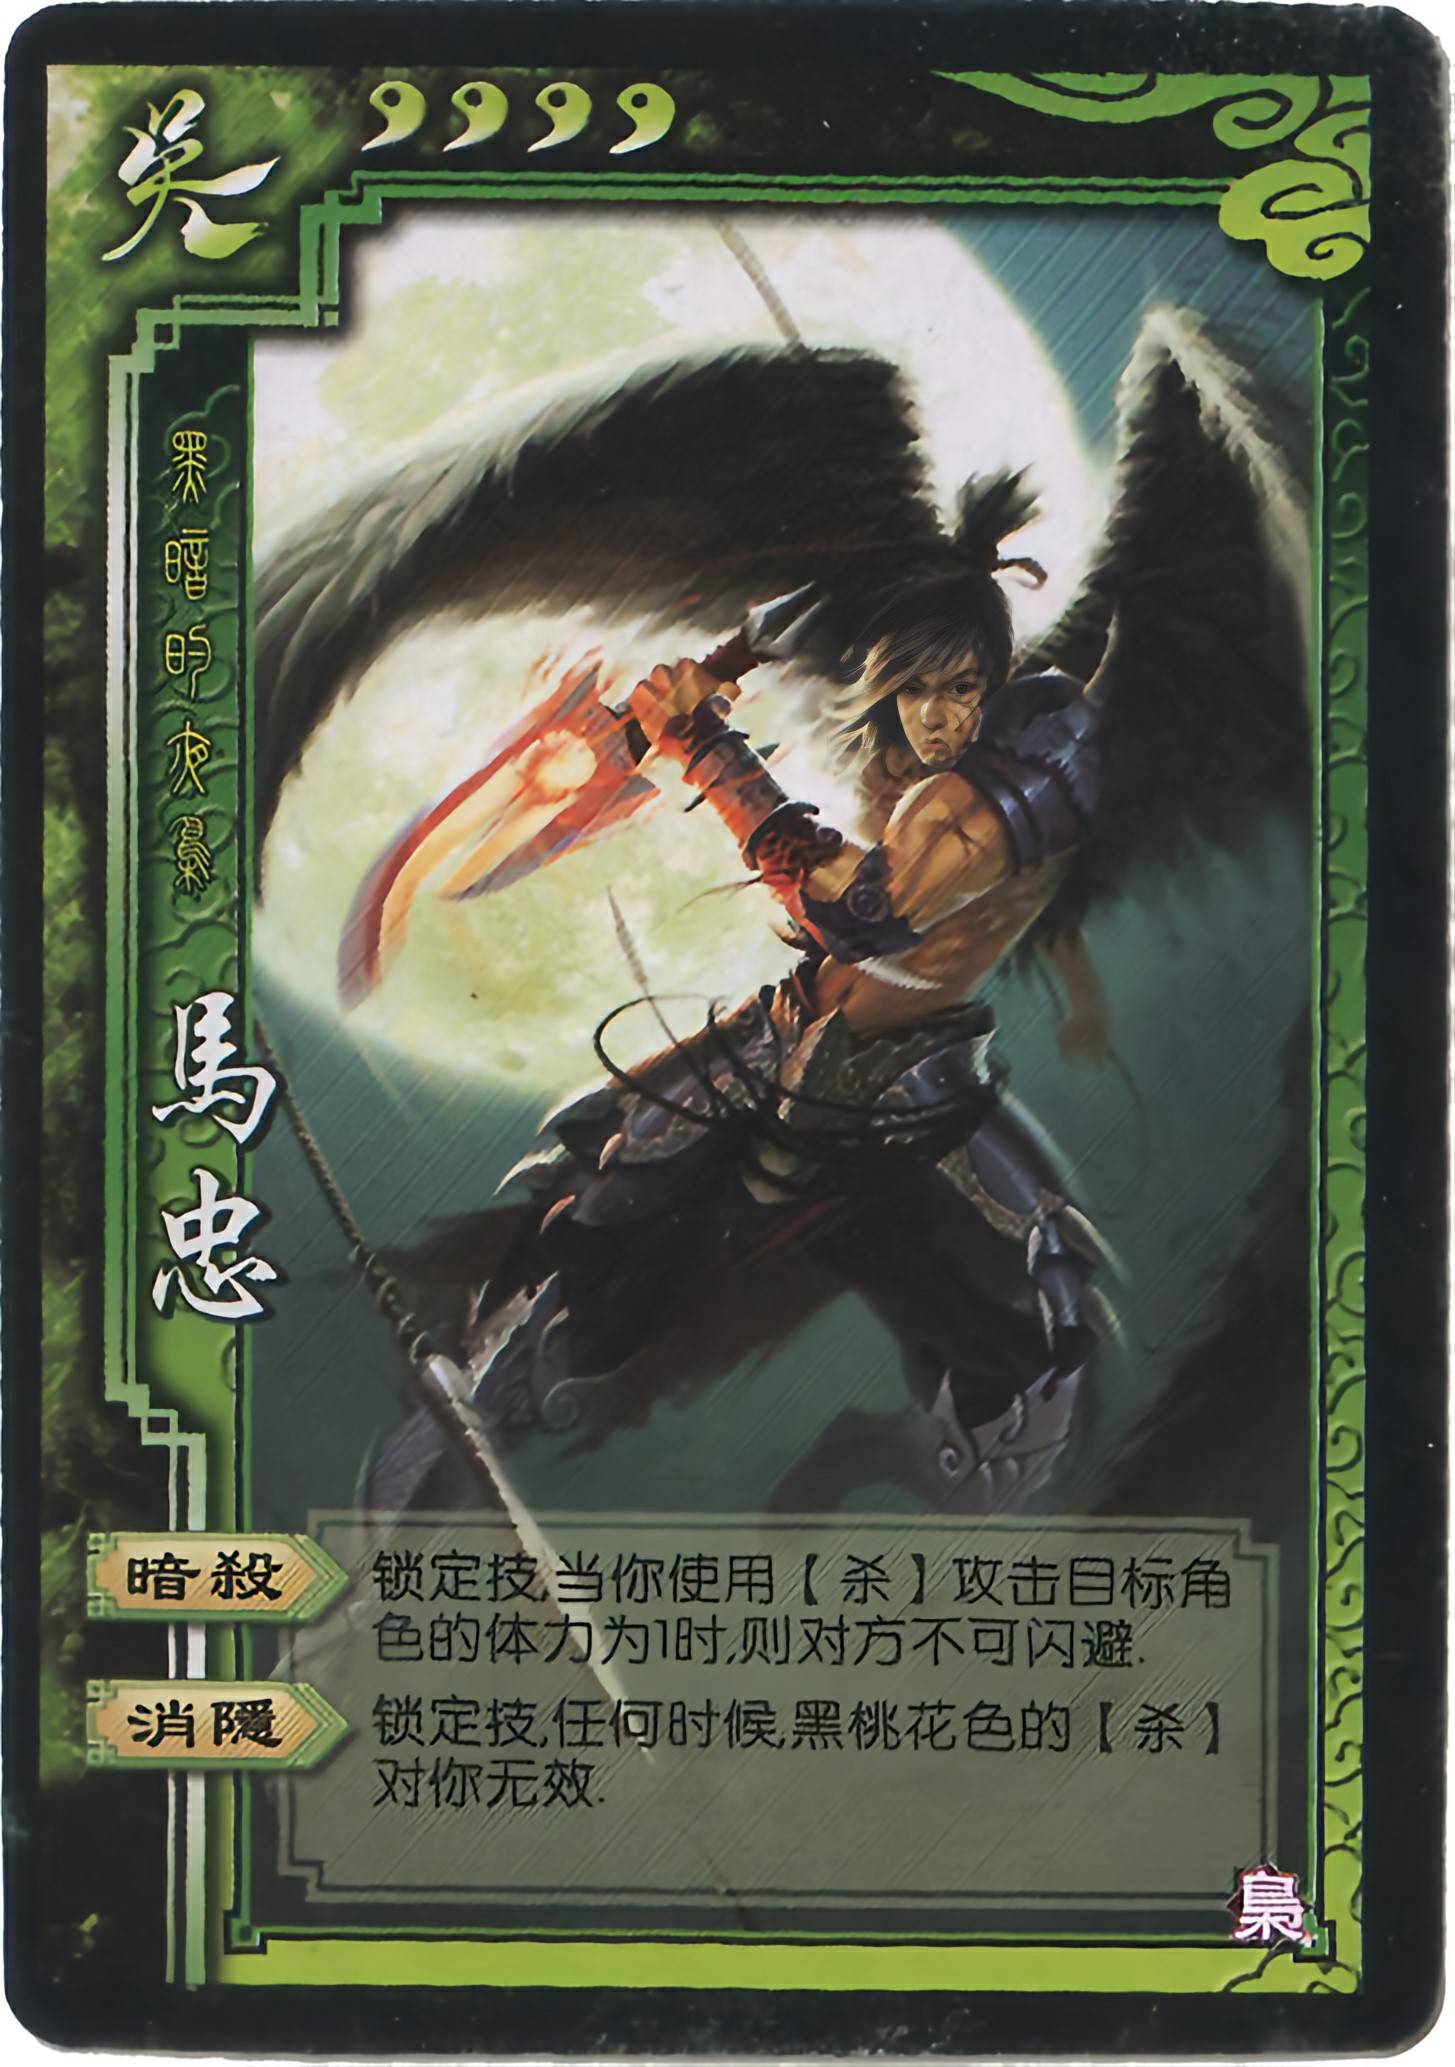 吴
黑暗的夜梟
馬忠
暗殺
锁定技,当你使用【杀】攻击目标角
色的体力为1时,则对方不可闪避.
消隱
锁定技,任何时候,黑桃花色的【杀】
对你无效.
梟